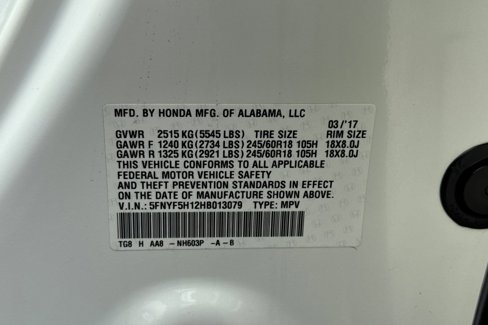 MFD. BY HONDA MFG. OF ALABAMA, LLC
03/'17
GVWR 2515 KG(5545 LBS) TIRE SIZE RIM SIZE
GAWR F 1240 KG(2734 LBS)245/60R18 105H 18X8.0J
GAWR R 1325 KG(2921 LBS)245/60R18 105H 18X8.0J
THIS VEHICLE CONFORMS TO ALL APPLICABLE
FEDERAL MOTOR VEHICLE SAFETY
AND THEFT PREVENTION STANDARDS IN EFFECT
ON THE DATE OF MANUFACTURE SHOWN ABOVE.
V.I.N.: 5FNYF5H12HB013079 TYPE: MPV
TG8 H AA8 -NH603P -A-B